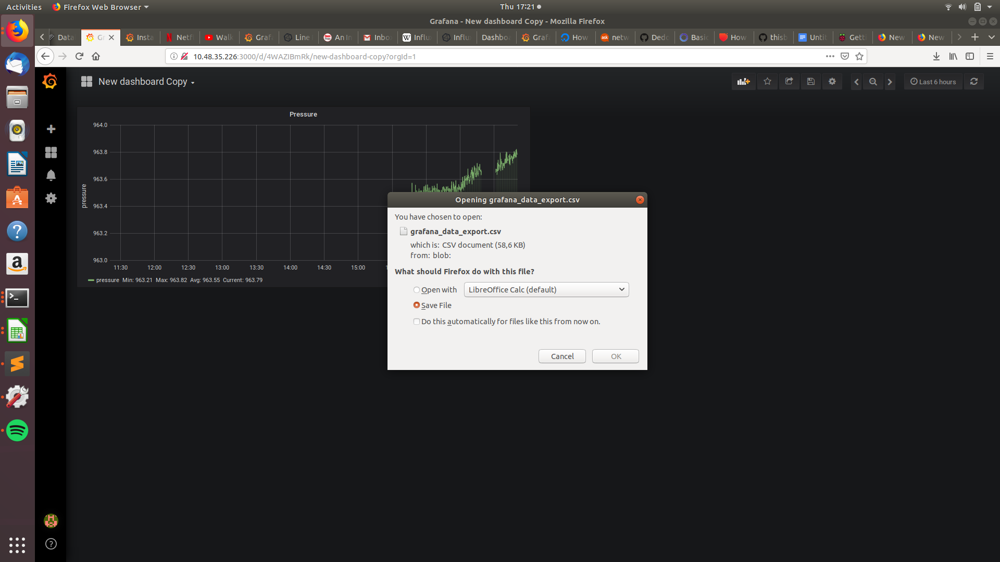 Activities Firefox Web Browser Thu 17:21
Grafana - New dashboard Copy - Mozilla Firefox
Data Gr Insta Netfl Walk Grafa Line An In Inbo Influ Influ Dashbo Graf How netw Dedo Basic How thisb Unti Getti New New
10.48.35.226:3000/d/4WAZIBmRk/new-dashboard-copy?orgId=1
New dashboard Copy Last 6 hours
Pressure
964.0
963.8
963.6
963.4
963.2
963.0
pressure
11:30 12:00 12:30 13:00 13:30 14:00 14:30 15:00
pressure Min: 963.21 Max: 963.82 Avg: 963.55 Current: 963.79
Opening grafana_data_export.csv
You have chosen to open:
grafana_data_export.csv
which is: CSV document (58,6 KB)
from: blob:
What should Firefox do with this file?
Open with LibreOffice Calc (default)
Save File
Do this automatically for files like this from now on.
Cancel OK